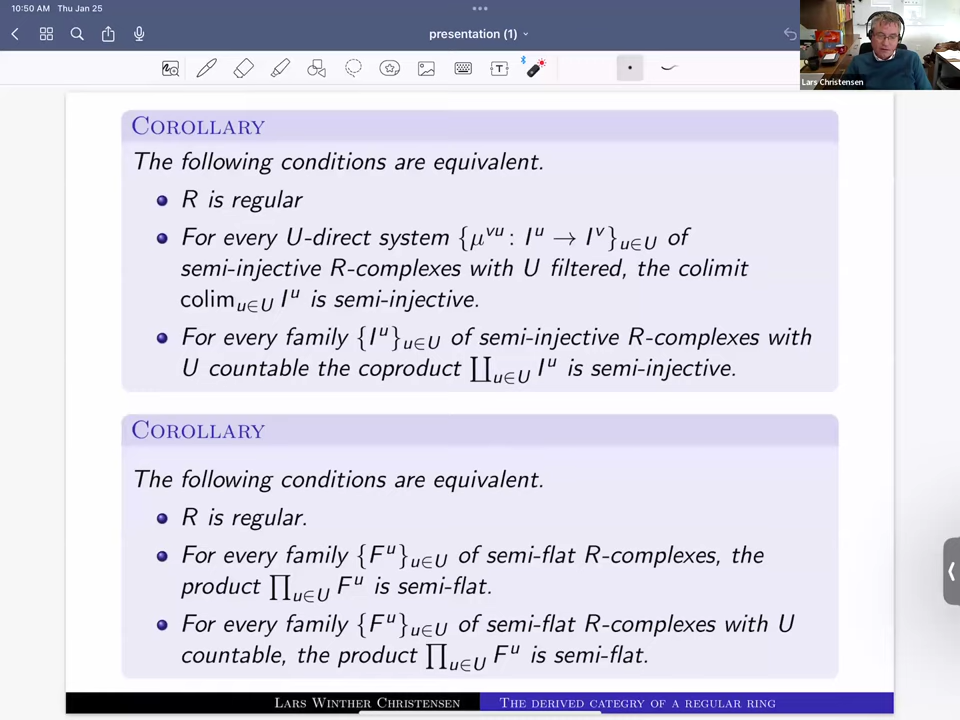 10:50 AM Thu Jan 25
presentation (1)
Lars Christensen
COROLLARY
The following conditions are equivalent.
R is regular
For every U-direct system {μ^{vu}: I^u → I^v}_{u∈U} of
semi-injective R-complexes with U filtered, the colimit
colim_{u∈U} I^u is semi-injective.
For every family {I^u}_{u∈U} of semi-injective R-complexes with
U countable the coproduct ∐_{u∈U} I^u is semi-injective.
COROLLARY
The following conditions are equivalent.
R is regular.
For every family {F^u}_{u∈U} of semi-flat R-complexes, the
product ∏_{u∈U} F^u is semi-flat.
For every family {F^u}_{u∈U} of semi-flat R-complexes with U
countable, the product ∏_{u∈U} F^u is semi-flat.
LARS WINTHER CHRISTENSEN THE DERIVED CATEGRY OF A REGULAR RING